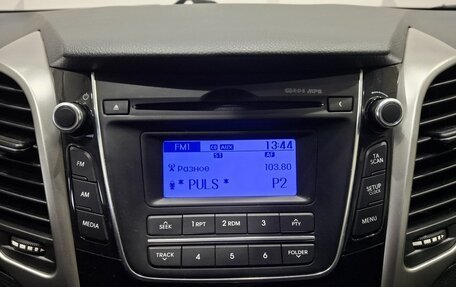 CD RDS MP3
FM1 CD AUX 13:44
ST AF
Разное 103.80
* PULS * P2
FM
AM
MEDIA
TA
SCAN
SETUP
CLOCK
MENU
SEEK 1 RPT 2 RDM 3 PTY
TRACK 4 5 6 FOLDER